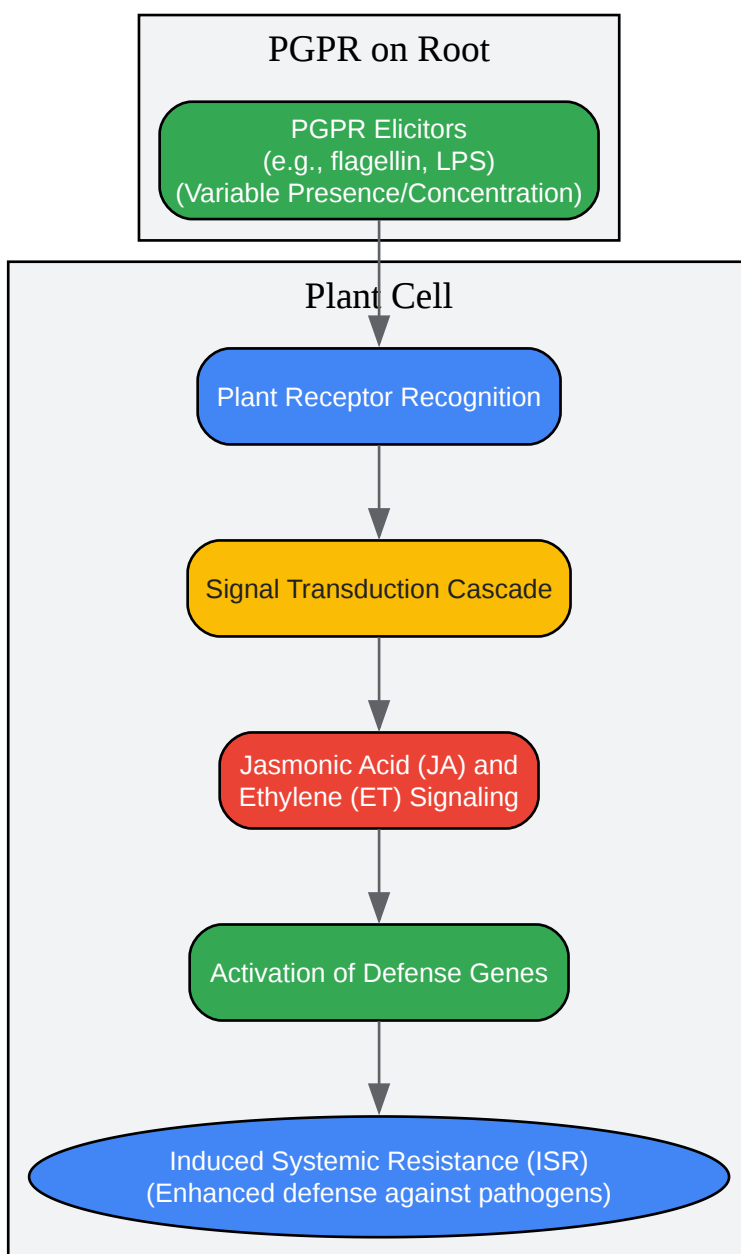 PGPR on Root
PGPR Elicitors
(e.g., flagellin, LPS)
(Variable Presence/Concentration)
Plant Cell
Plant Receptor Recognition
Signal Transduction Cascade
Jasmonic Acid (JA) and
Ethylene (ET) Signaling
Activation of Defense Genes
Induced Systemic Resistance (ISR)
(Enhanced defense against pathogens)